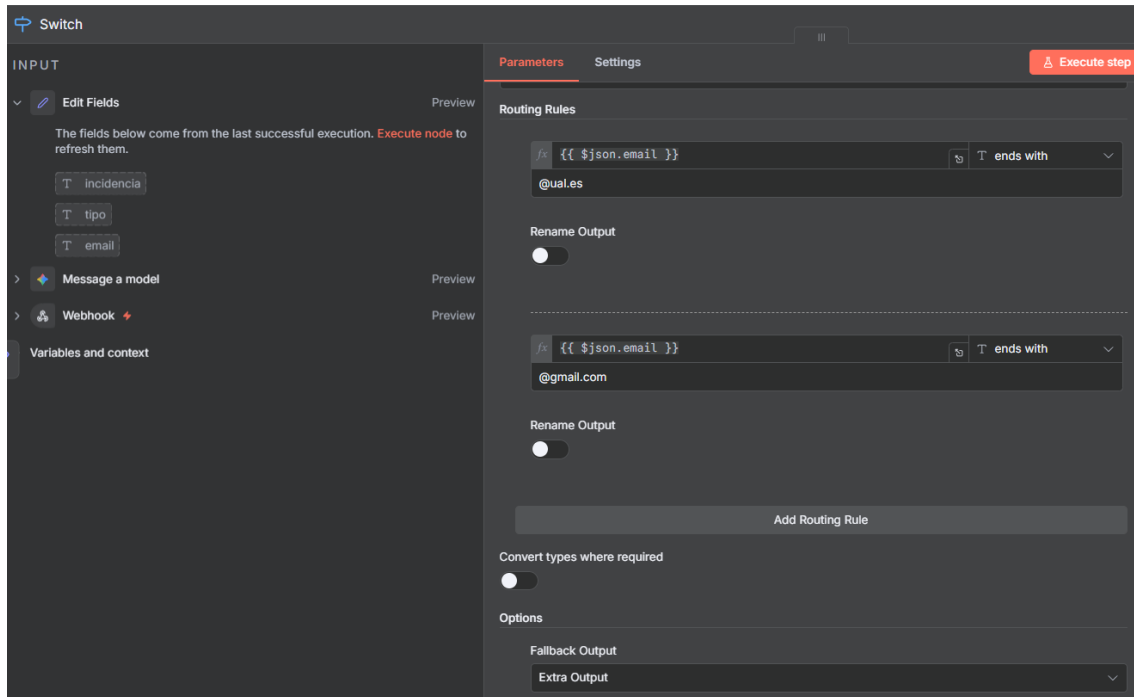 Switch
INPUT
Edit Fields
Preview
The fields below come from the last successful execution. Execute node to
refresh them.
T incidencia
T tipo
T email
Message a model
Preview
Webhook
Preview
Variables and context
Parameters
Settings
Execute step
Routing Rules
fx {{ $json.email }}
T ends with
@ual.es
Rename Output
fx {{ $json.email }}
T ends with
@gmail.com
Rename Output
Add Routing Rule
Convert types where required
Options
Fallback Output
Extra Output